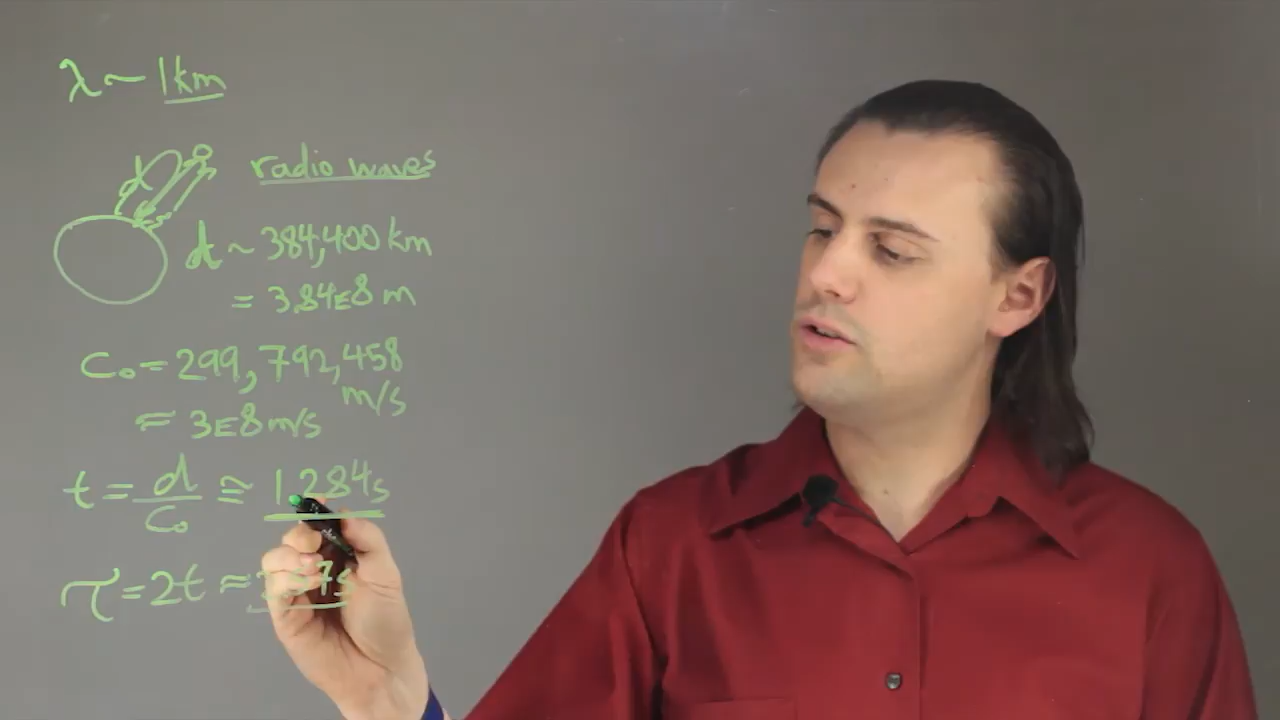 λ ~ 1km
d
radio waves
d ~ 384,400 km
= 3.84E8 m
C₀ = 299,792,458
m/s
≈ 3E8 m/s
t = d/C₀ ≅ 1.284s
τ = 2t ≈